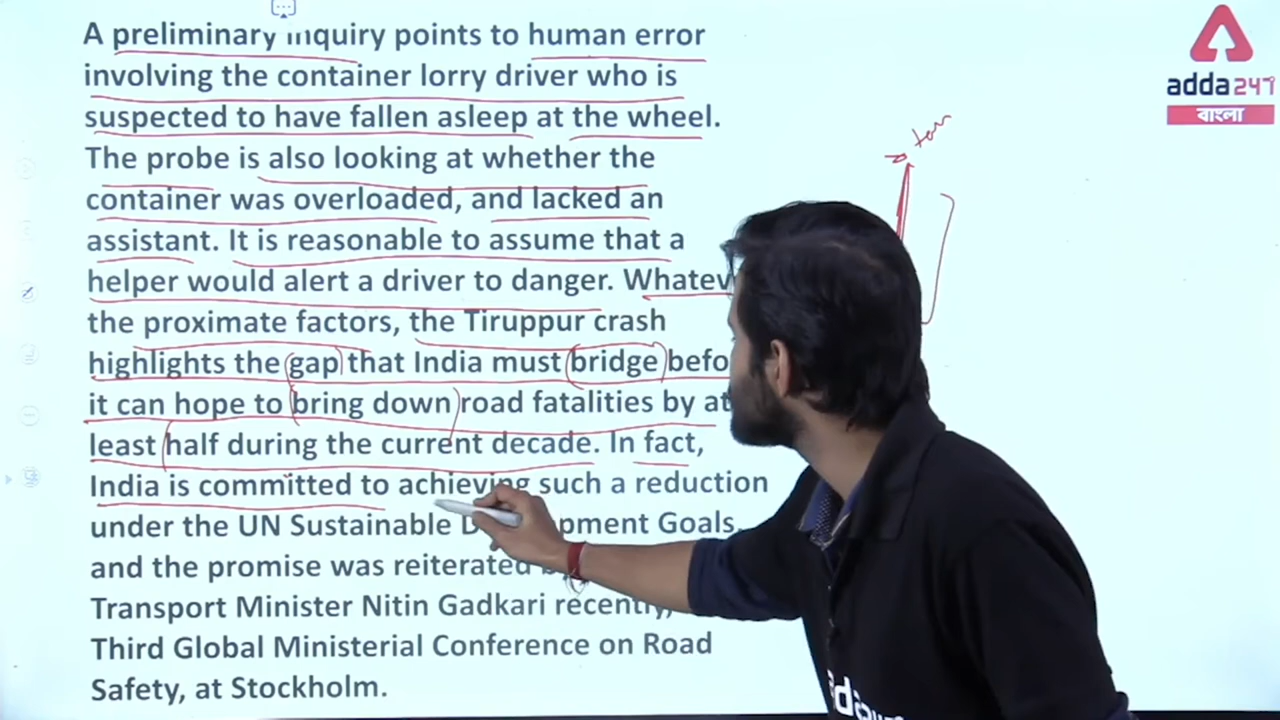 A preliminary inquiry points to human error
involving the container lorry driver who is
suspected to have fallen asleep at the wheel.
The probe is also looking at whether the
container was overloaded, and lacked an
assistant. It is reasonable to assume that a
helper would alert a driver to danger. Whatev
the proximate factors, the Tiruppur crash
highlights the gap that India must bridge befo
it can hope to bring down road fatalities by at
least half during the current decade. In fact,
India is committed to achieving such a reduction
under the UN Sustainable D pment Goals,
and the promise was reiterated
Transport Minister Nitin Gadkari recently,
Third Global Ministerial Conference on Road
Safety, at Stockholm.
adda247
বাংলা